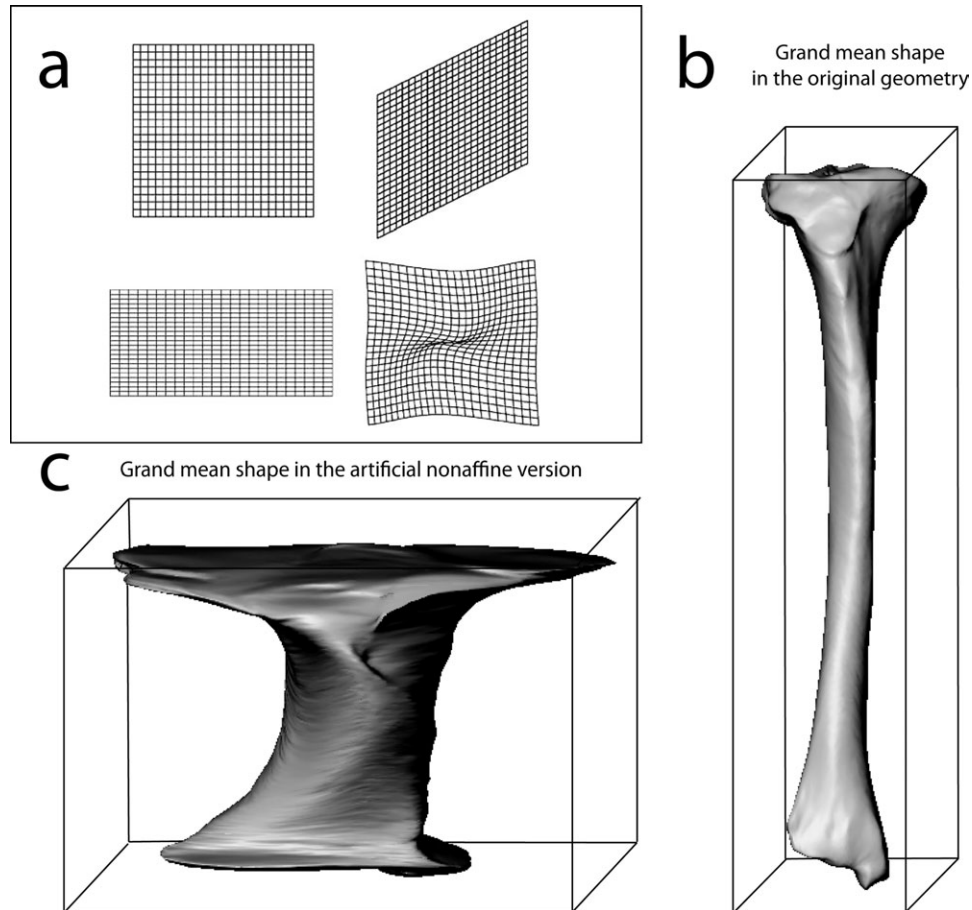 a
b
Grand mean shape
in the original geometry
c
Grand mean shape in the artificial nonaffine version